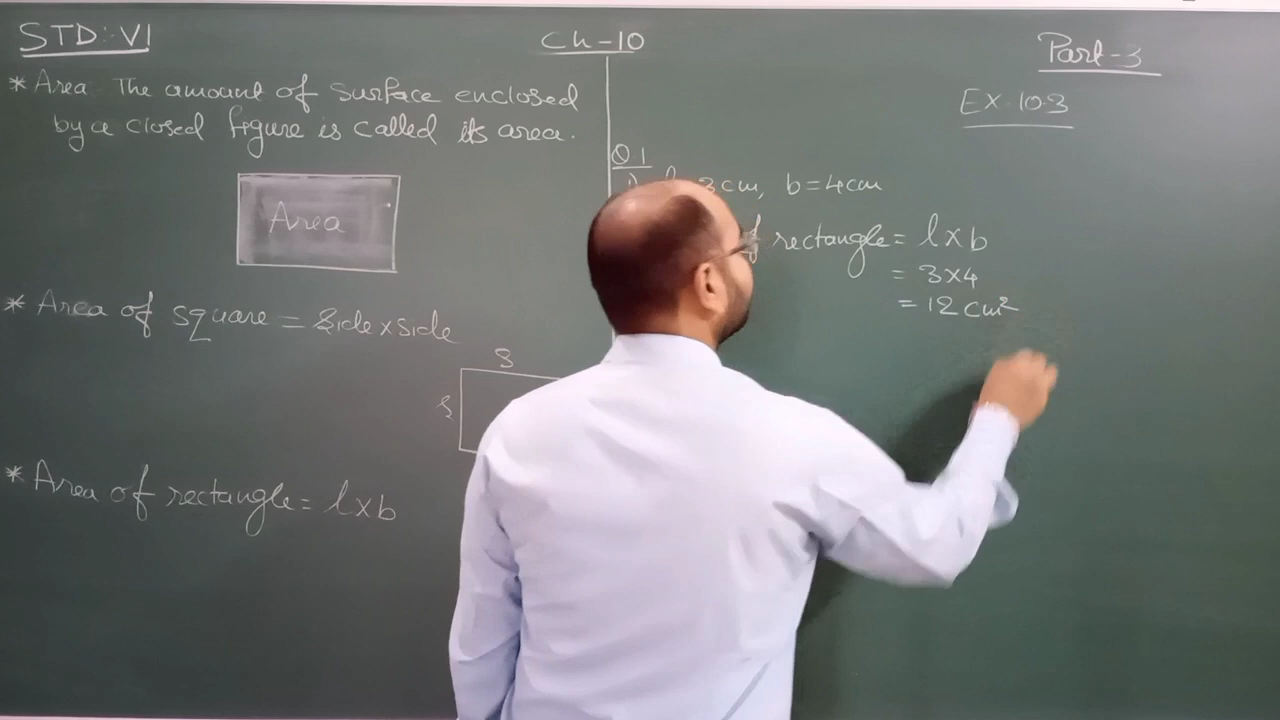 STD: VI
Ch-10
Part-3
* Area The amount of surface enclosed
by a closed figure is called its area.
Area
* Area of square = side × side
S
S
* Area of rectangle = l × b
EX 10.3
Q.1
3cm, b = 4cm
of rectangle = l × b
= 3 × 4
= 12 cm²